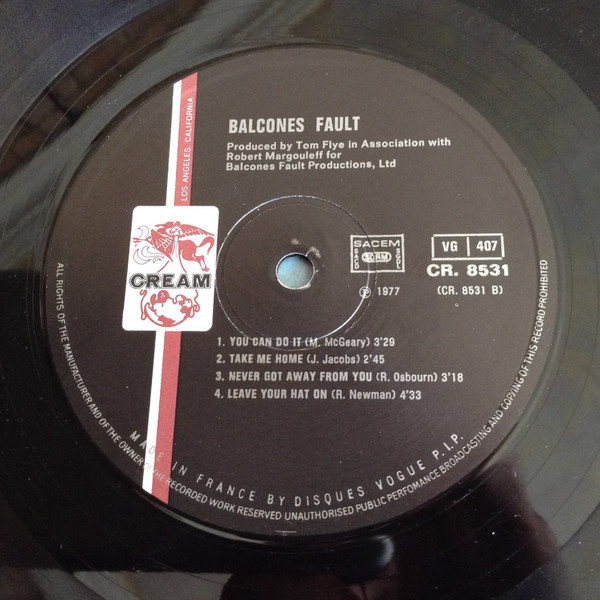 BALCONES FAULT
Produced by Tom Flye in Association with
Robert Margouleff for
Balcones Fault Productions, Ltd
LOS ANGELES, CALIFORNIA
CREAM
SACEM
VG 407
CR. 8531
(CR. 8531 B)
Ⓟ 1977
1. YOU CAN DO IT (M. McGeary) 3'29
2. TAKE ME HOME (J. Jacobs) 2'45
3. NEVER GOT AWAY FROM YOU (R. Osbourn) 3'18
4. LEAVE YOUR HAT ON (R. Newman) 4'33
MADE IN FRANCE BY DISQUES VOGUE P.I.P.
ALL RIGHTS OF THE MANUFACTURER AND OF THE OWNER OF THE RECORDED WORK RESERVED UNAUTHORISED PUBLIC PERFOMANCE BROADCASTING AND COPYING OF THIS RECORD PROHIBITED